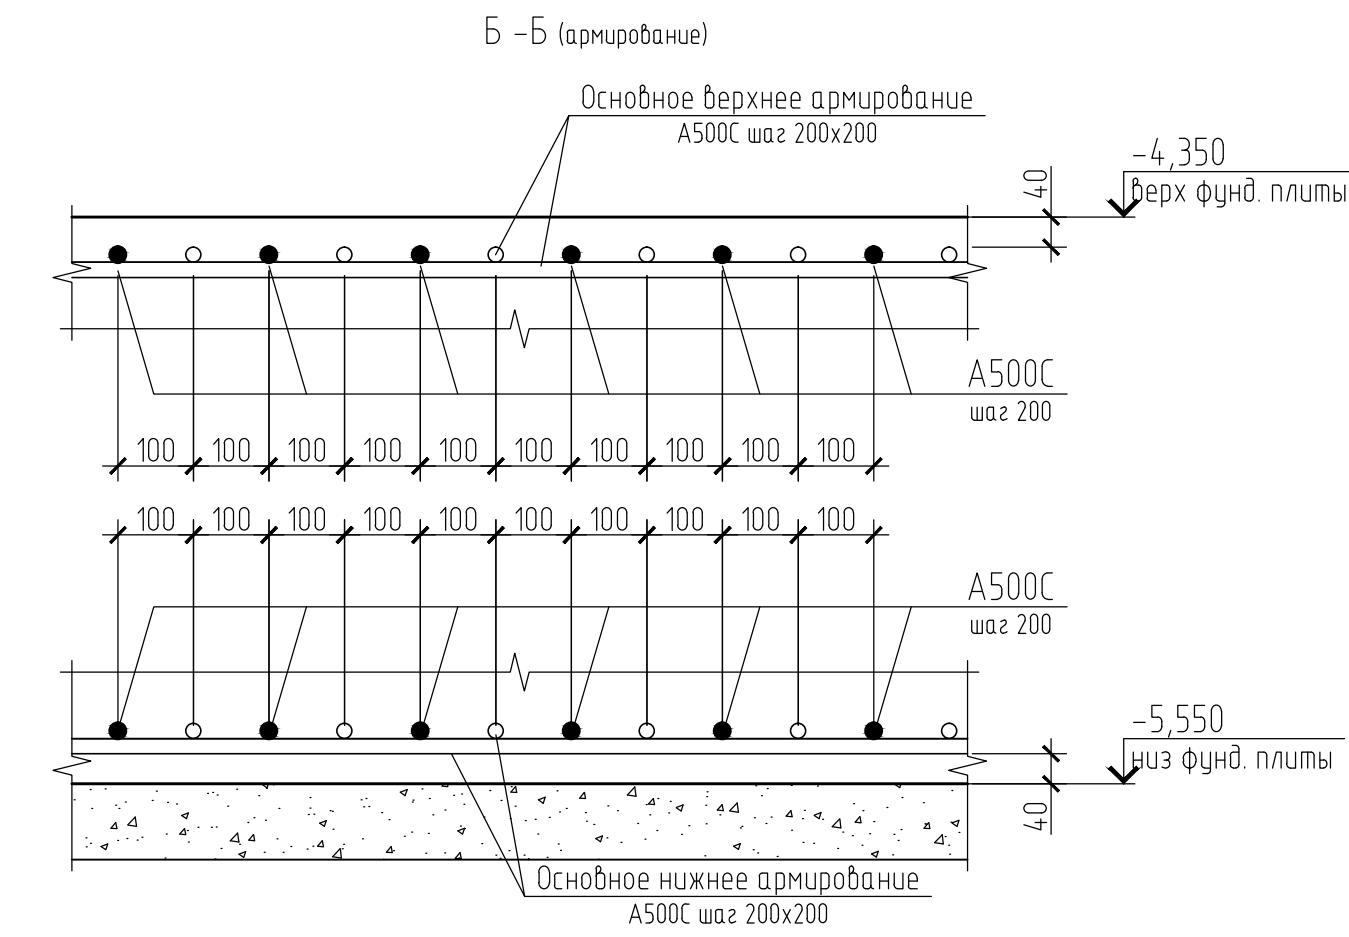 Б -Б (армирование)
Основное верхнее армирование
А500С шаг 200х200
-4,350
верх фунд. плиты
40
А500С
шаг 200
100 100 100 100 100 100 100 100 100 100
100 100 100 100 100 100 100 100 100 100
А500С
шаг 200
-5,550
низ фунд. плиты
40
Основное нижнее армирование
А500С шаг 200х200